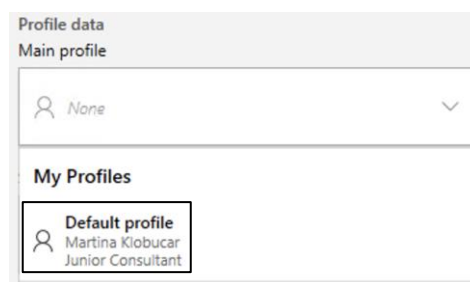 Profile data
Main profile
None
My Profiles
Default profile
Martina Klobucar
Junior Consultant